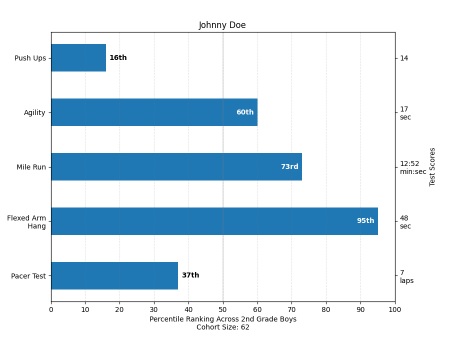 Johnny Doe
Push Ups
16th
14
Agility
60th
17
sec
Mile Run
73rd
12:52
min:sec
Test Scores
Flexed Arm
Hang
95th
48
sec
Pacer Test
37th
7
laps
0 10 20 30 40 50 60 70 80 90 100
Percentile Ranking Across 2nd Grade Boys
Cohort Size: 62